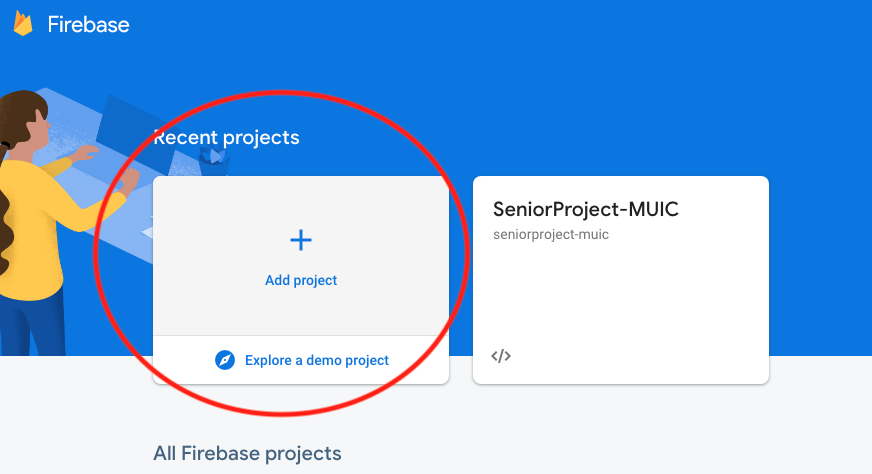 Firebase
Recent projects
Add project
Explore a demo project
SeniorProject-MUIC
seniorproject-muic
</>
All Firebase projects